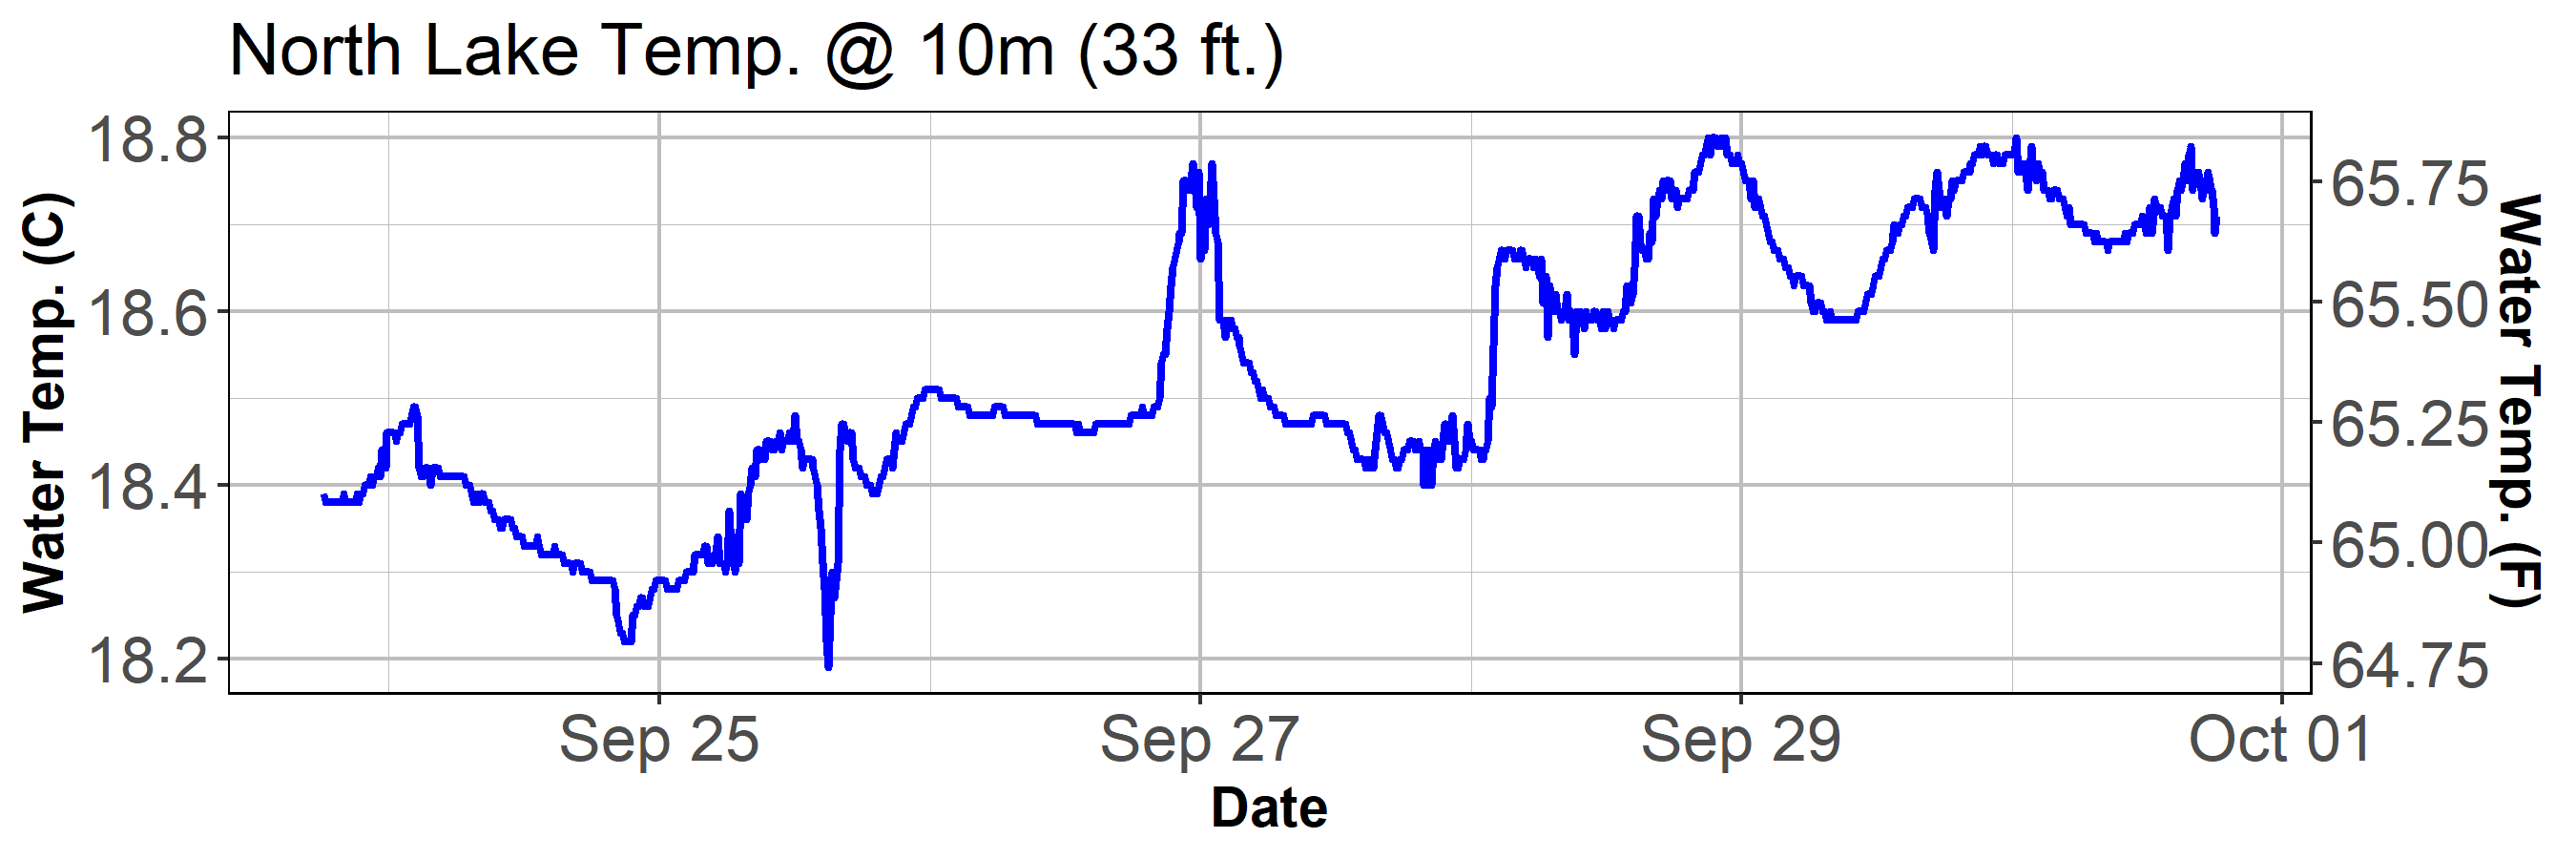 North Lake Temp. @ 10m (33 ft.)
Water Temp. (C)
18.8
18.6
18.4
18.2
65.75
65.50
65.25
65.00
64.75
Water Temp. (F)
Sep 25 Sep 27 Sep 29 Oct 01
Date